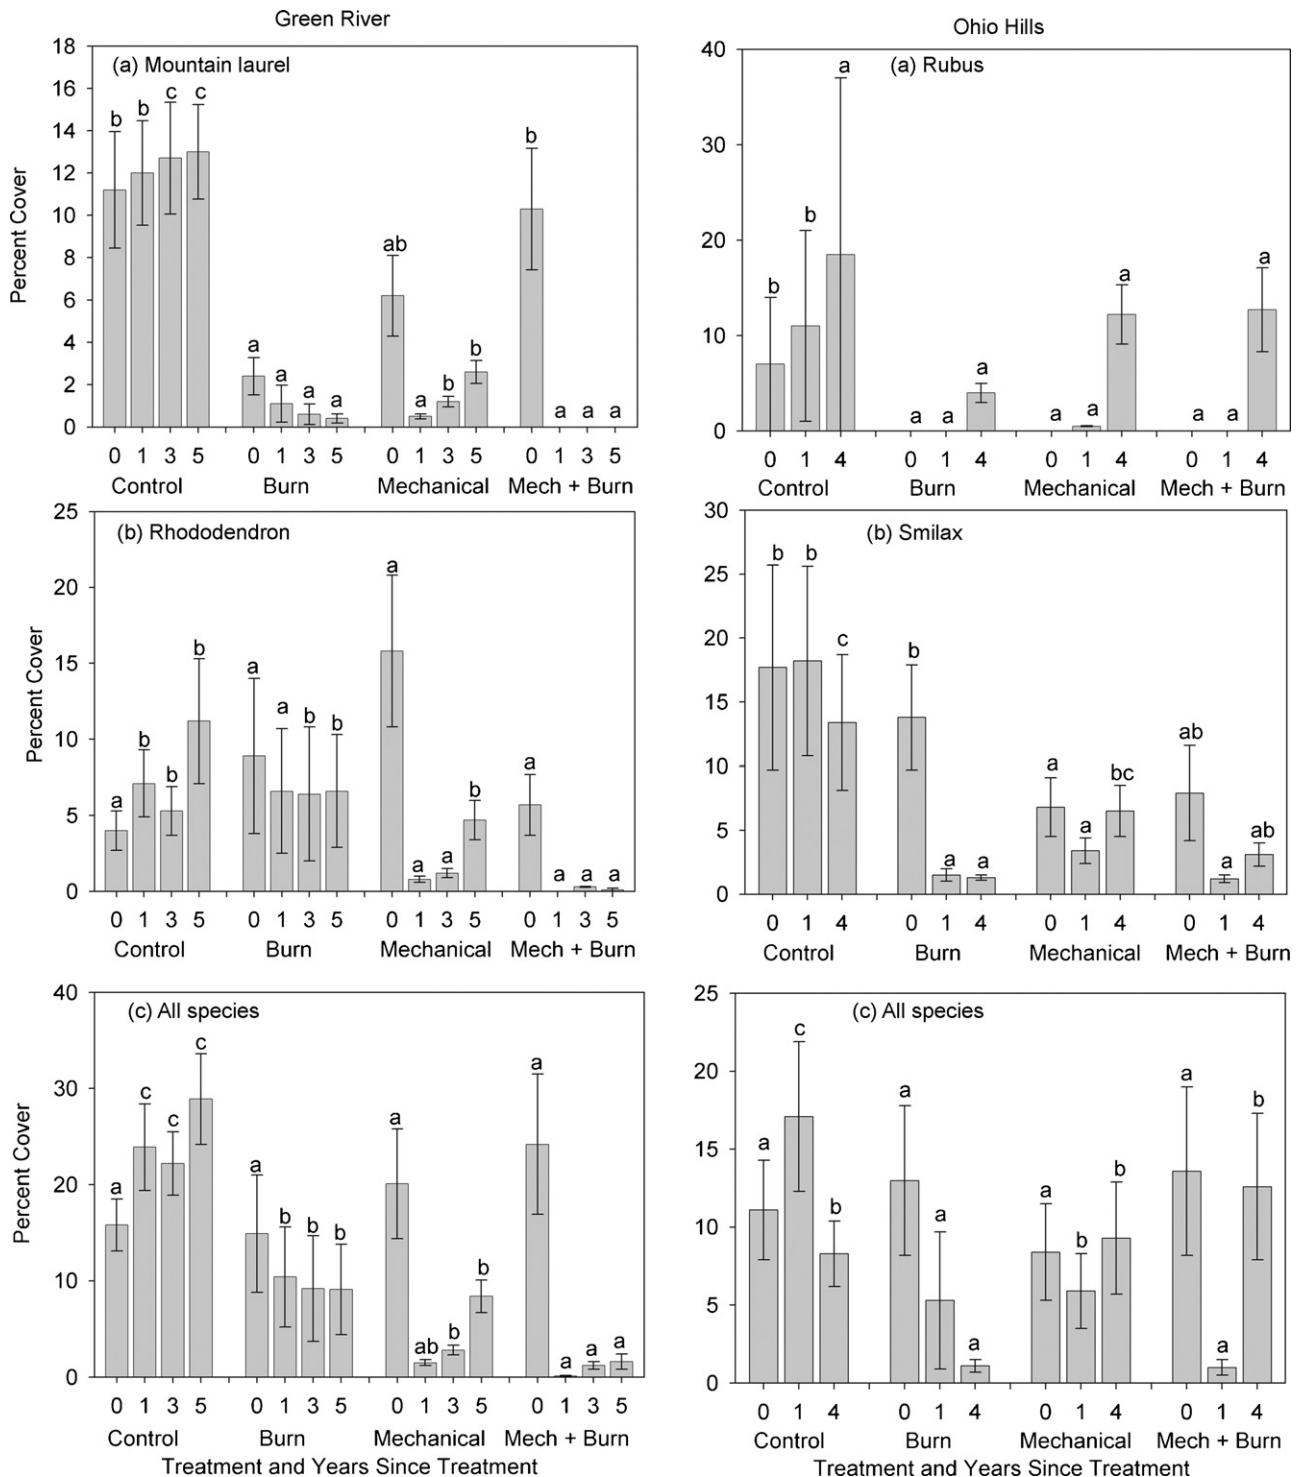 Green River
(a) Mountain laurel
Percent Cover
18
16
14
12
10
8
6
4
2
0
b b c c a a a a ab a b b b a a a
0 1 3 5 0 1 3 5 0 1 3 5 0 1 3 5
Control Burn Mechanical Mech + Burn
(b) Rhododendron
Percent Cover
25
20
15
10
5
0
a b b b a a b b a a a b a a a a
0 1 3 5 0 1 3 5 0 1 3 5 0 1 3 5
Control Burn Mechanical Mech + Burn
(c) All species
Percent Cover
40
30
20
10
0
a c c c a b b b a ab b b a a a a
0 1 3 5 0 1 3 5 0 1 3 5 0 1 3 5
Control Burn Mechanical Mech + Burn
Treatment and Years Since Treatment
Ohio Hills
(a) Rubus
40
30
20
10
0
b b a a a a a a a a a a
0 1 4 0 1 4 0 1 4 0 1 4
Control Burn Mechanical Mech + Burn
(b) Smilax
30
25
20
15
10
5
0
b b c b a a a a bc ab a ab
0 1 4 0 1 4 0 1 4 0 1 4
Control Burn Mechanical Mech + Burn
(c) All species
25
20
15
10
5
0
a c b a a a a b b a a b
0 1 4 0 1 4 0 1 4 0 1 4
Control Burn Mechanical Mech + Burn
Treatment and Years Since Treatment